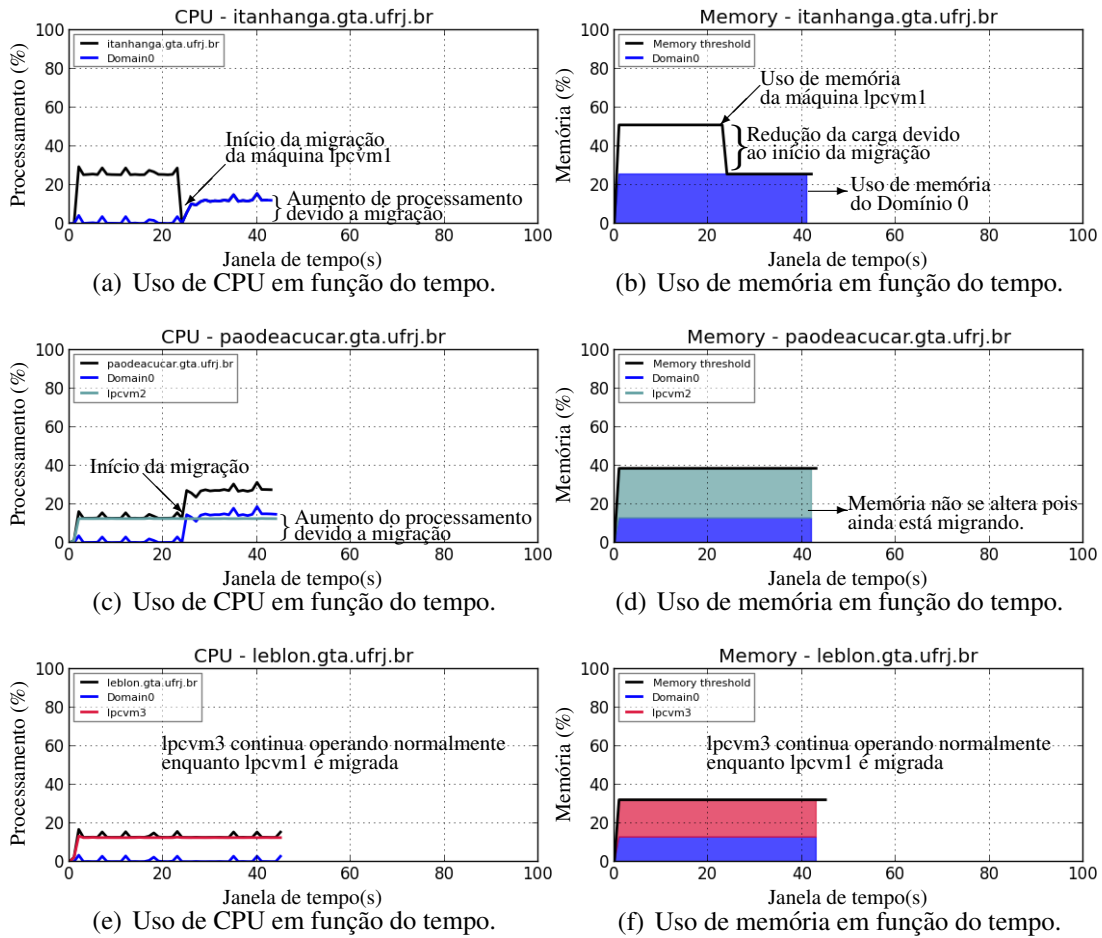 CPU - itanhanga.gta.ufrj.br
Processamento (%)
100
80
60
40
20
0
itanhanga.gta.ufrj.br
Domain0
Início da migração
da máquina lpcvm1
Aumento de processamento
devido a migração
0 20 40 60 80 100
Janela de tempo(s)
(a) Uso de CPU em função do tempo.
Memory - itanhanga.gta.ufrj.br
Memória (%)
100
80
60
40
20
0
Memory threshold
Domain0
Uso de memória
da máquina lpcvm1
Redução da carga devido
ao início da migração
Uso de memória
do Domínio 0
0 20 40 60 80 100
Janela de tempo(s)
(b) Uso de memória em função do tempo.
CPU - paodeacucar.gta.ufrj.br
Processamento (%)
100
80
60
40
20
0
paodeacucar.gta.ufrj.br
Domain0
lpcvm2
Início da migração
Aumento do processamento
devido a migração
0 20 40 60 80 100
Janela de tempo(s)
(c) Uso de CPU em função do tempo.
Memory - paodeacucar.gta.ufrj.br
Memória (%)
100
80
60
40
20
0
Memory threshold
Domain0
lpcvm2
Memória não se altera pois
ainda está migrando.
0 20 40 60 80 100
Janela de tempo(s)
(d) Uso de memória em função do tempo.
CPU - leblon.gta.ufrj.br
Processamento (%)
100
80
60
40
20
0
leblon.gta.ufrj.br
Domain0
lpcvm3
lpcvm3 continua operando normalmente
enquanto lpcvm1 é migrada
0 20 40 60 80 100
Janela de tempo(s)
(e) Uso de CPU em função do tempo.
Memory - leblon.gta.ufrj.br
Memória (%)
100
80
60
40
20
0
Memory threshold
Domain0
lpcvm3
lpcvm3 continua operando normalmente
enquanto lpcvm1 é migrada
0 20 40 60 80 100
Janela de tempo(s)
(f) Uso de memória em função do tempo.